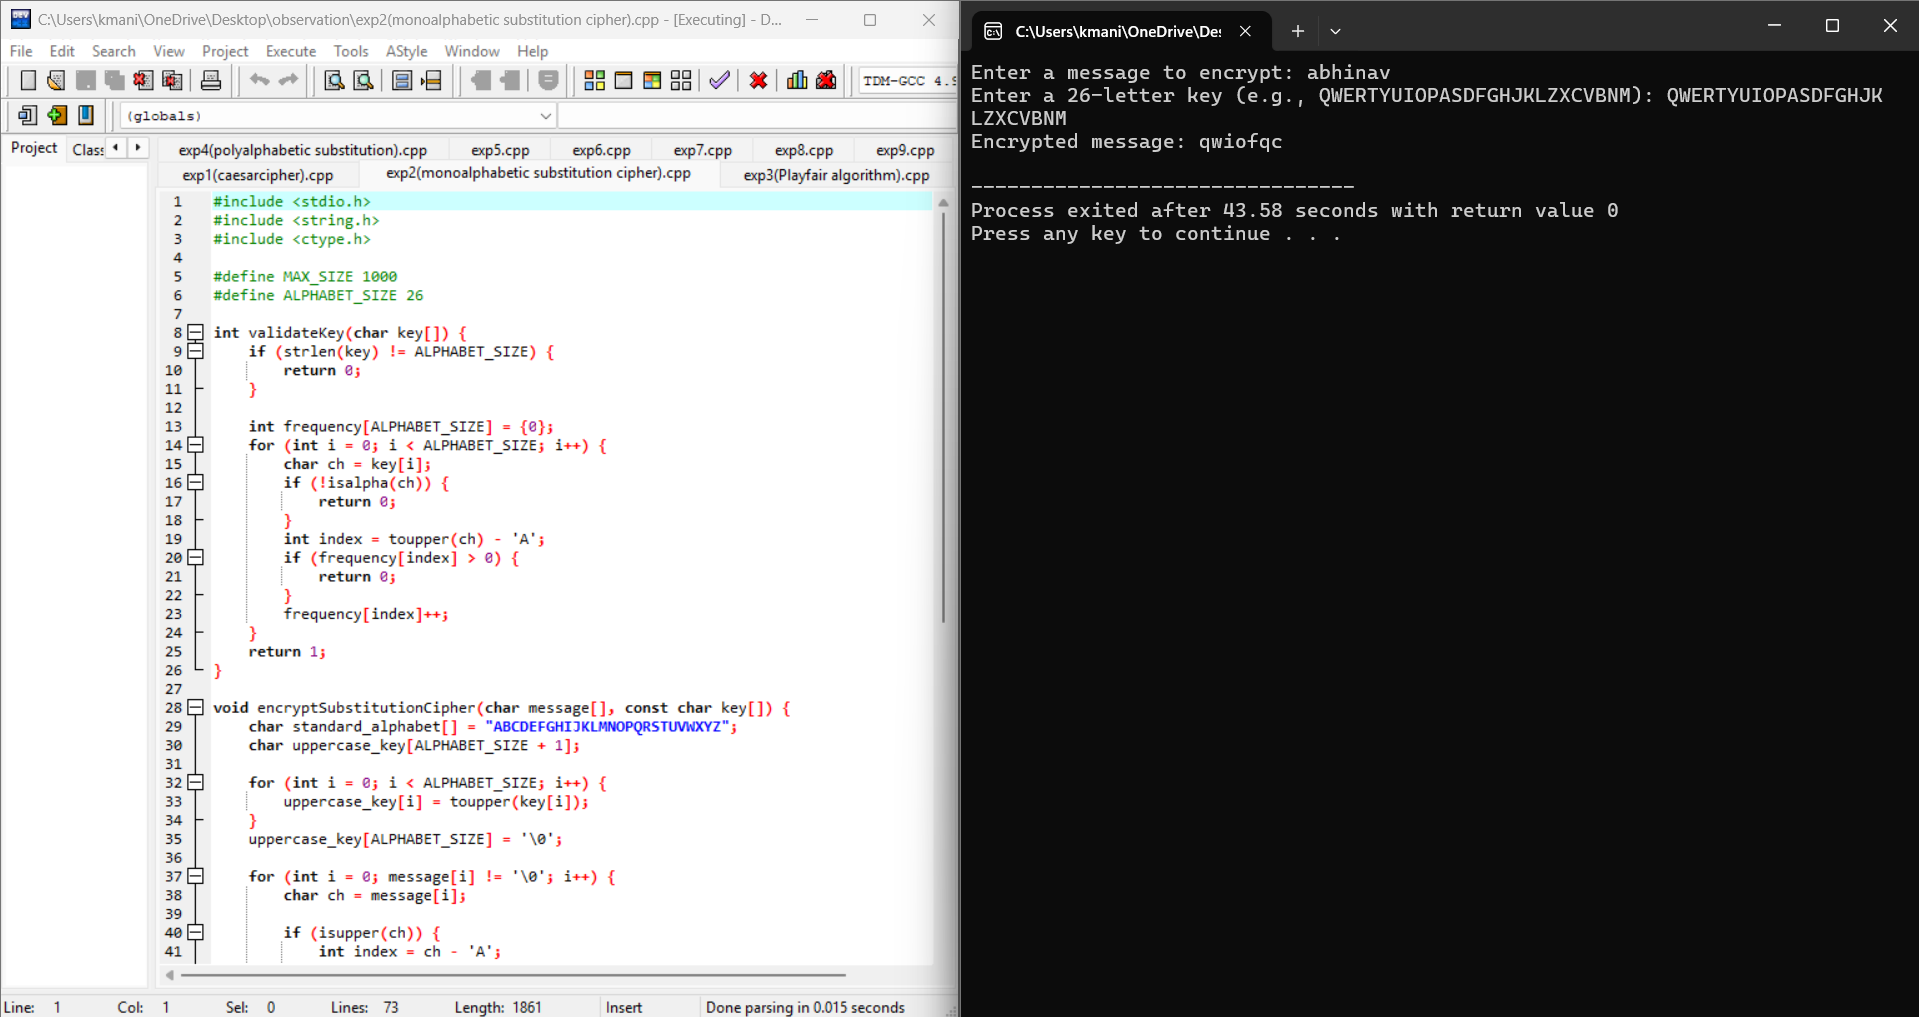 C:\Users\kmani\OneDrive\Desktop\observation\exp2(monoalphabetic substitution cipher).cpp - [Executing] - D...
File Edit Search View Project Execute Tools AStyle Window Help
TDM-GCC 4.9
(globals)
Project Class
exp4(polyalphabetic substitution).cpp exp5.cpp exp6.cpp exp7.cpp exp8.cpp exp9.cpp
exp1(caesarcipher).cpp exp2(monoalphabetic substitution cipher).cpp exp3(Playfair algorithm).cpp
1 #include <stdio.h>
2 #include <string.h>
3 #include <ctype.h>
4
5 #define MAX_SIZE 1000
6 #define ALPHABET_SIZE 26
7
8 int validateKey(char key[]) {
9 if (strlen(key) != ALPHABET_SIZE) {
10 return 0;
11 }
12
13 int frequency[ALPHABET_SIZE] = {0};
14 for (int i = 0; i < ALPHABET_SIZE; i++) {
15 char ch = key[i];
16 if (!isalpha(ch)) {
17 return 0;
18 }
19 int index = toupper(ch) - 'A';
20 if (frequency[index] > 0) {
21 return 0;
22 }
23 frequency[index]++;
24 }
25 return 1;
26 }
27
28 void encryptSubstitutionCipher(char message[], const char key[]) {
29 char standard_alphabet[] = "ABCDEFGHIJKLMNOPQRSTUVWXYZ";
30 char uppercase_key[ALPHABET_SIZE + 1];
31
32 for (int i = 0; i < ALPHABET_SIZE; i++) {
33 uppercase_key[i] = toupper(key[i]);
34 }
35 uppercase_key[ALPHABET_SIZE] = '\0';
36
37 for (int i = 0; message[i] != '\0'; i++) {
38 char ch = message[i];
39
40 if (isupper(ch)) {
41 int index = ch - 'A';
Line: 1 Col: 1 Sel: 0 Lines: 73 Length: 1861 Insert Done parsing in 0.015 seconds
C:\Users\kmani\OneDrive\Des
Enter a message to encrypt: abhinav
Enter a 26-letter key (e.g., QWERTYUIOPASDFGHJKLZXCVBNM): QWERTYUIOPASDFGHJK
LZXCVBNM
Encrypted message: qwiofqc
--------------------------------
Process exited after 43.58 seconds with return value 0
Press any key to continue . . .